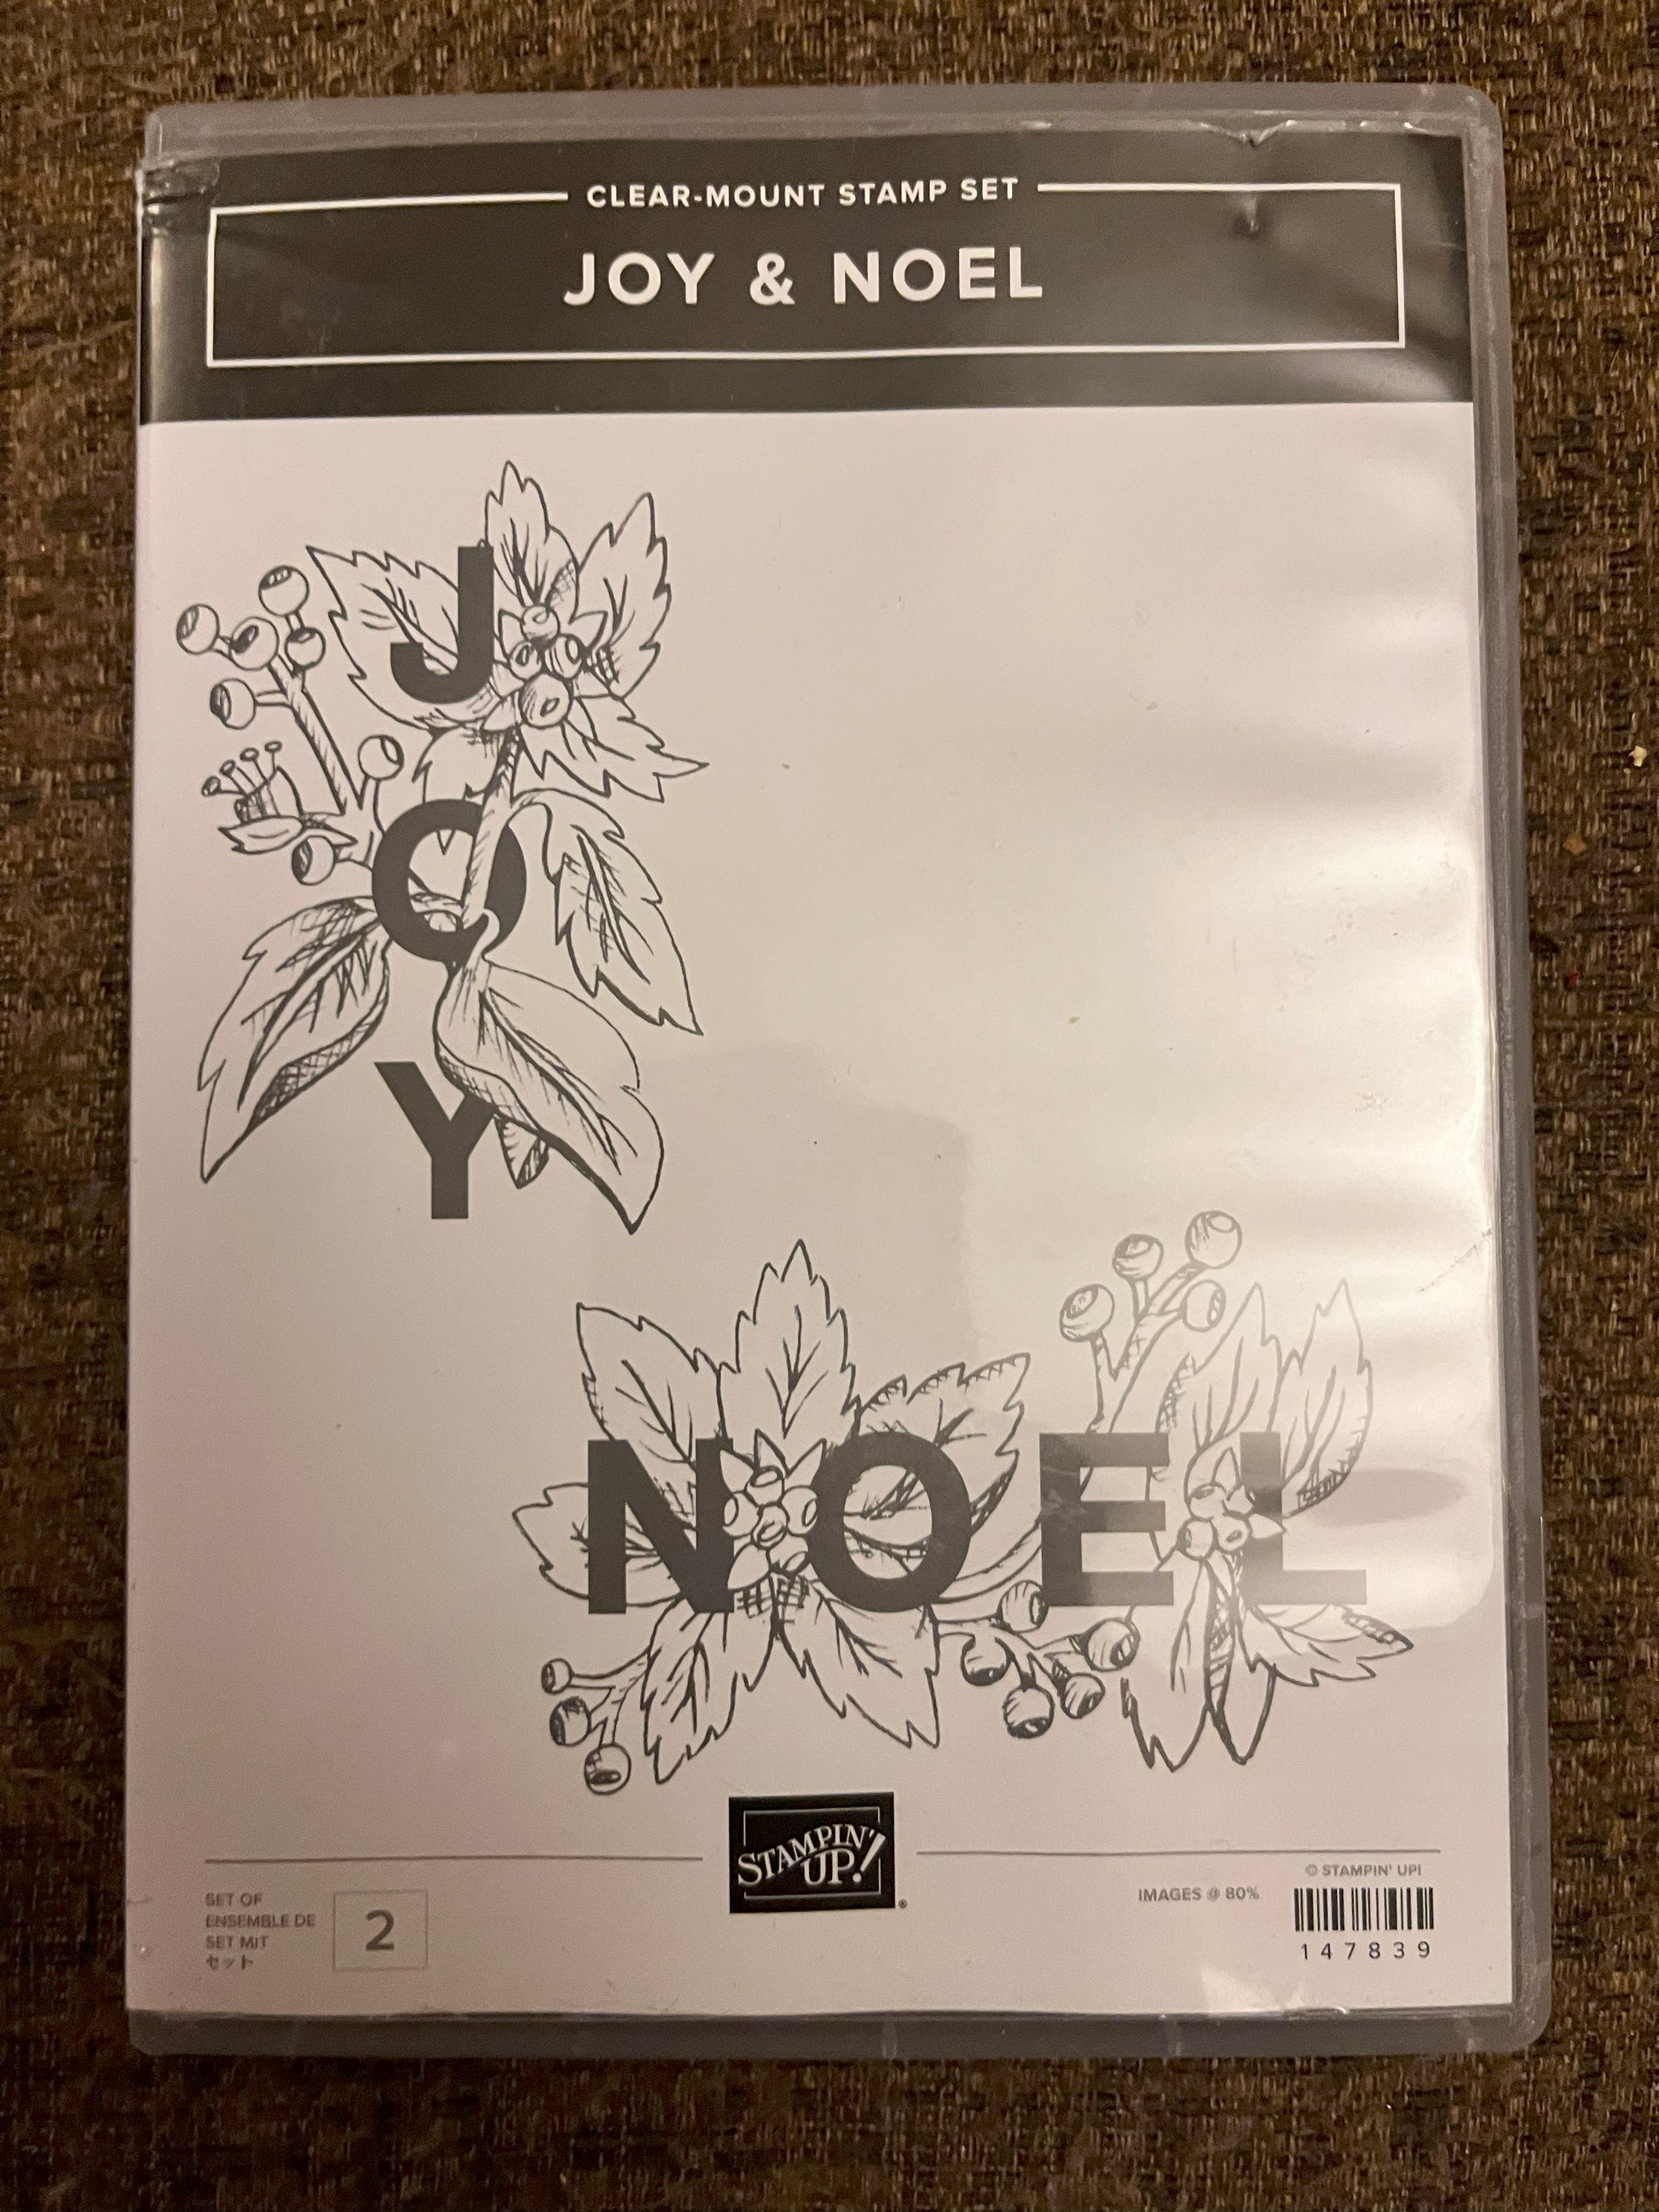 CLEAR-MOUNT STAMP SET
JOY & NOEL
J
O
Y
NOEL
STAMPIN'
UP!
®
SET OF
ENSEMBLE DE
SET MIT
セット
2
IMAGES @ 80%
© STAMPIN' UP!
147839